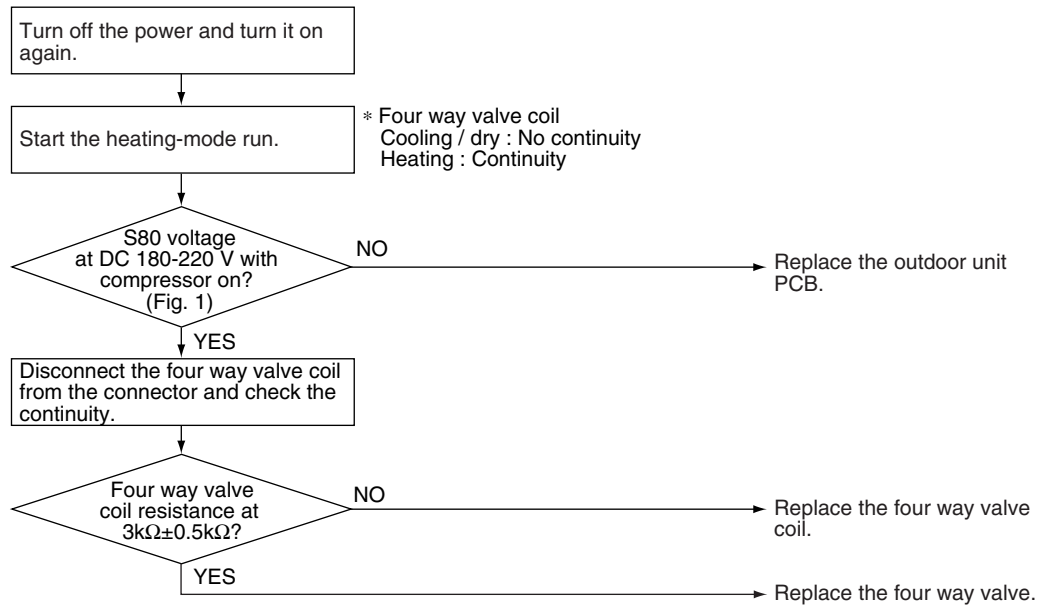 Turn off the power and turn it on
again.
Start the heating-mode run.
* Four way valve coil
Cooling / dry : No continuity
Heating : Continuity
S80 voltage
at DC 180-220 V with
compressor on?
(Fig. 1)
NO
Replace the outdoor unit
PCB.
YES
Disconnect the four way valve coil
from the connector and check the
continuity.
Four way valve
coil resistance at
3kΩ±0.5kΩ?
NO
Replace the four way valve
coil.
YES
Replace the four way valve.